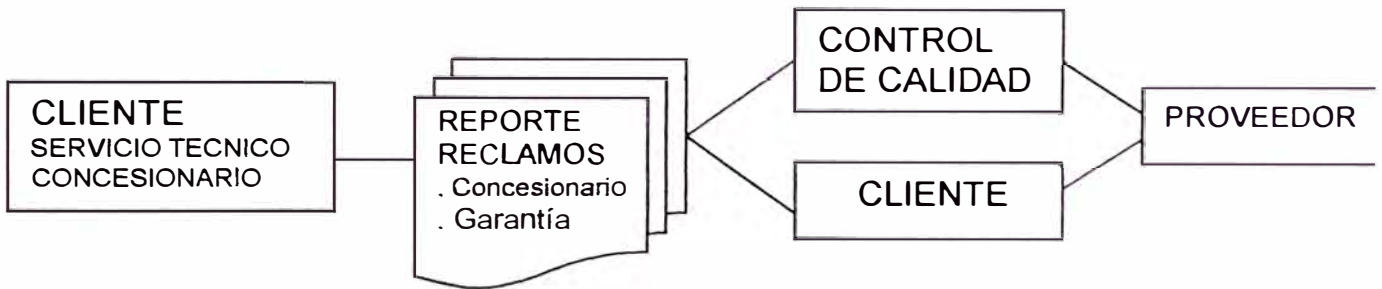 CLIENTE
SERVICIO TECNICO
CONCESIONARIO
REPORTE
RECLAMOS
. Concesionario
. Garantía
CONTROL
DE CALIDAD
CLIENTE
PROVEEDOR